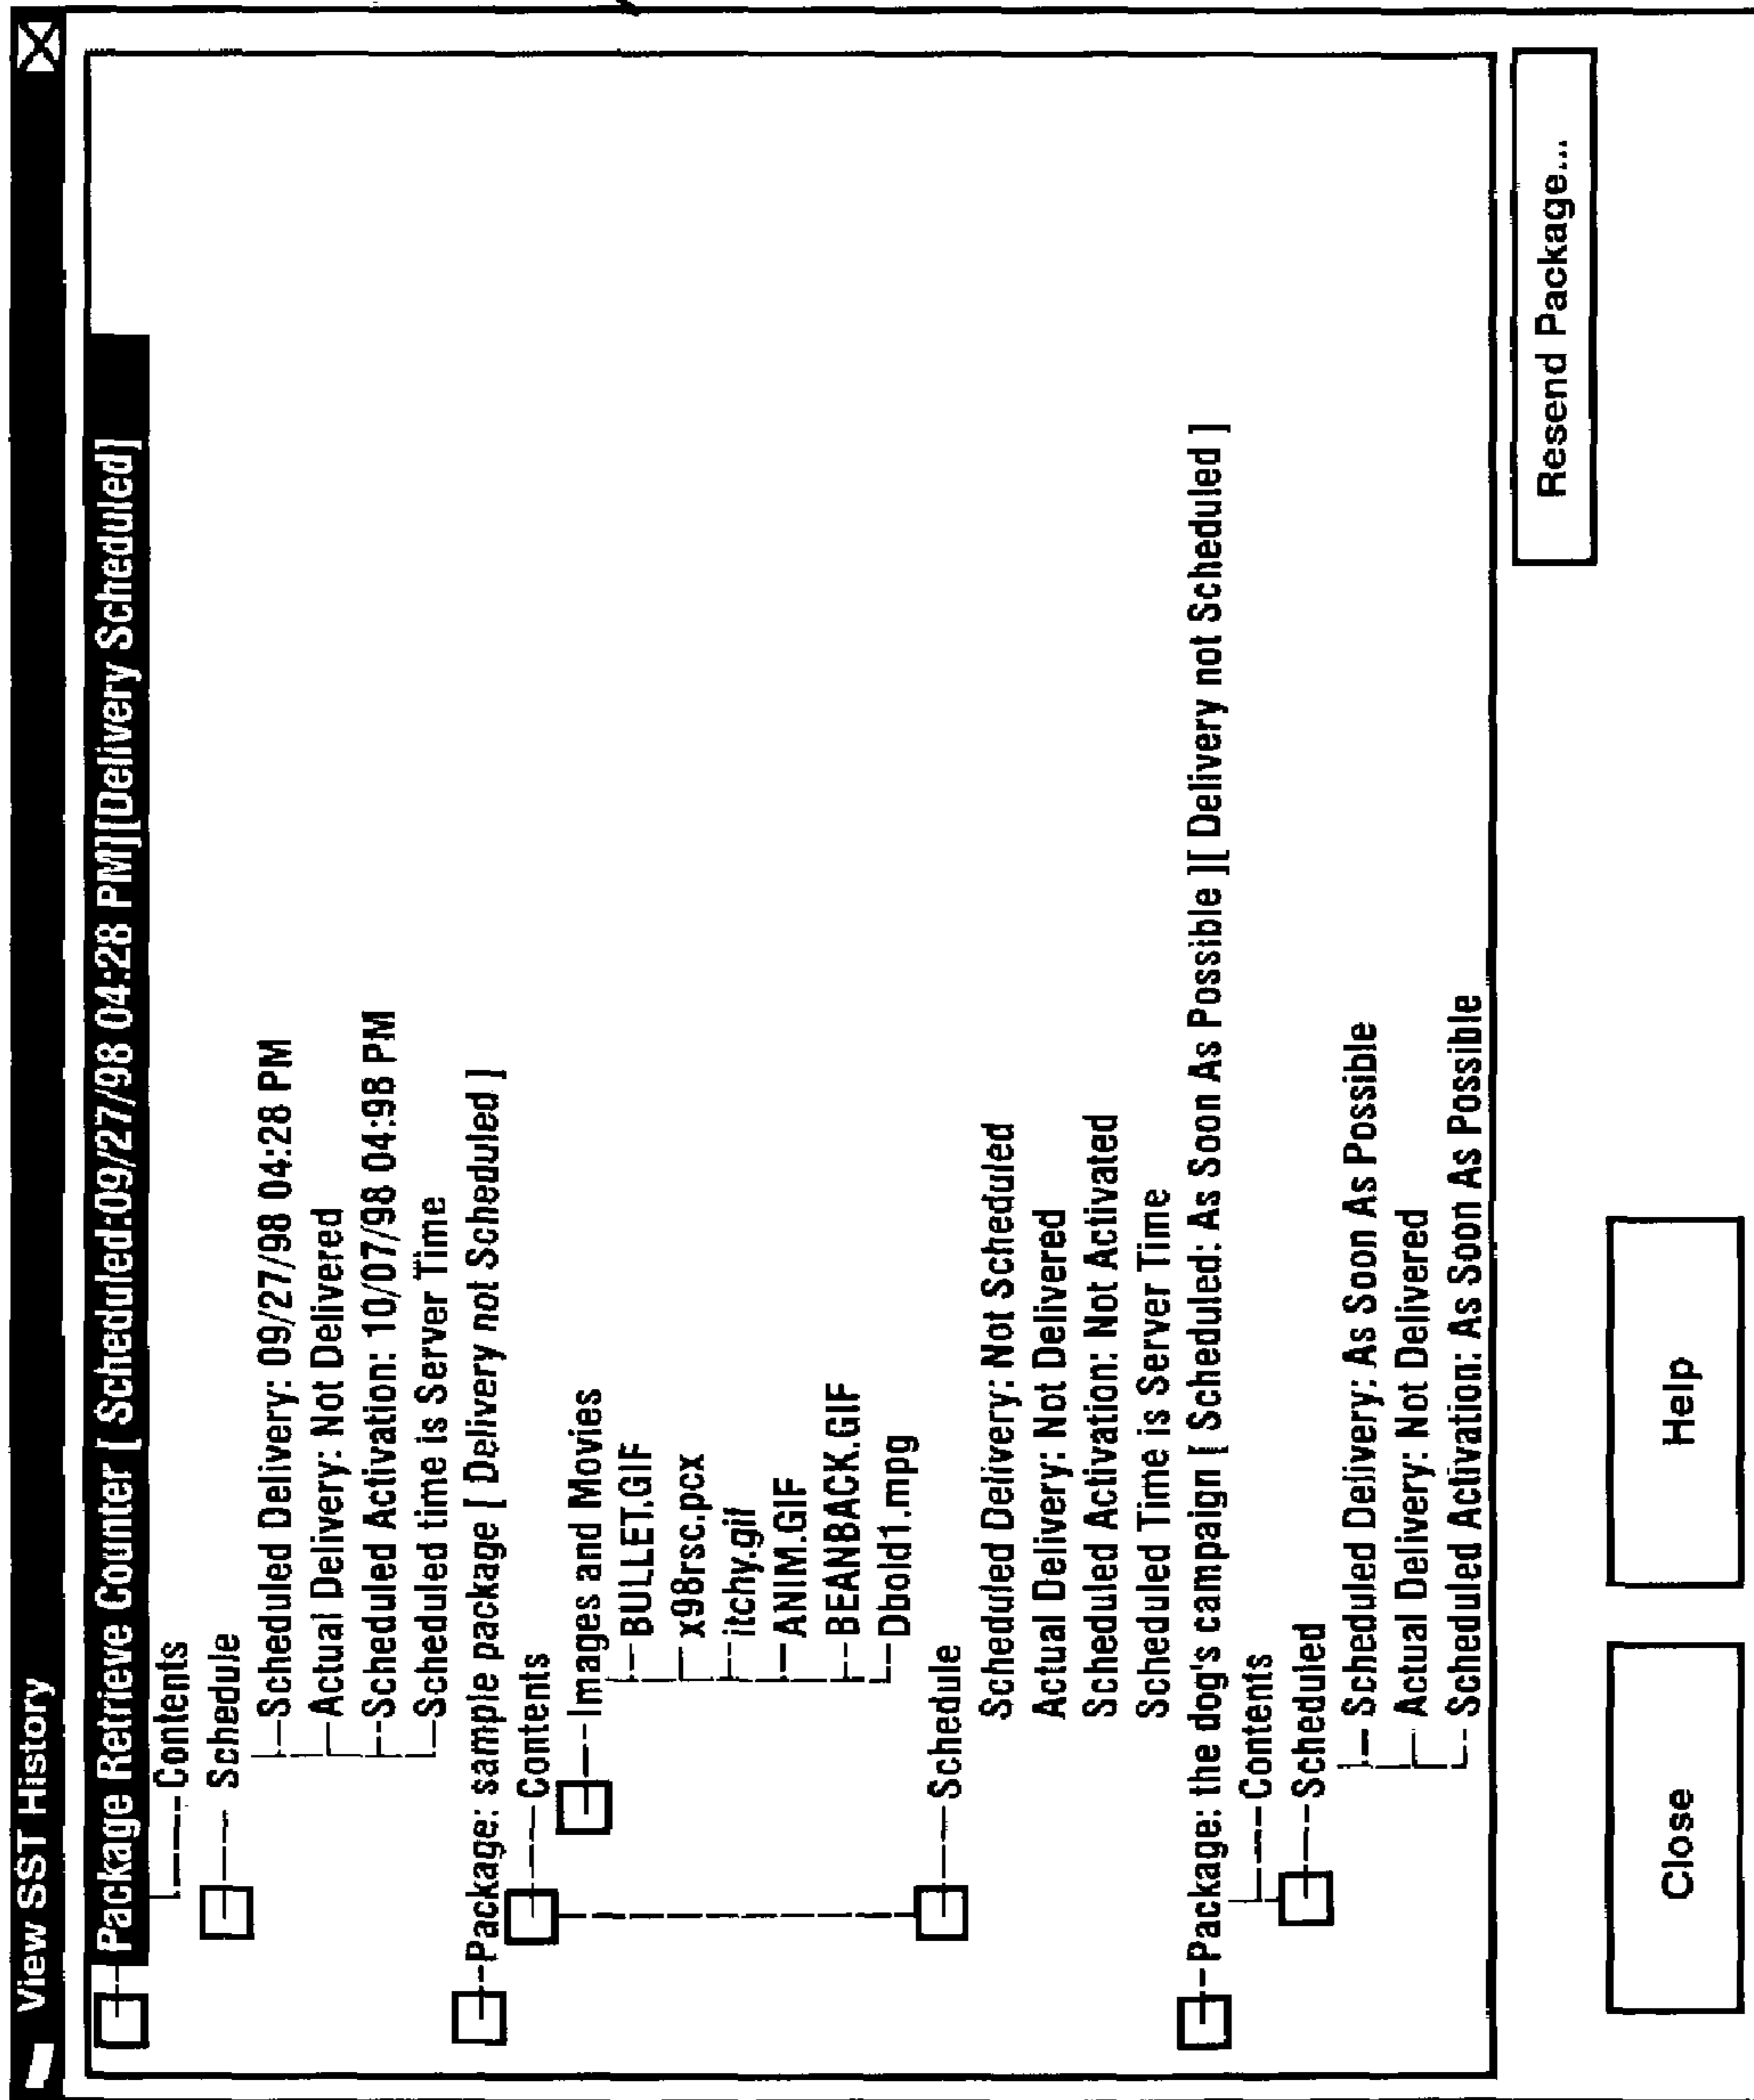 View SST History
Package Retrieve Counter [ Scheduled:09/27/98 04:28 PM][Delivery Scheduled]
Contents
Schedule
Scheduled Delivery: 09/27/98 04:28 PM
Actual Delivery: Not Delivered
Scheduled Activation: 10/07/98 04:98 PM
Scheduled time is Server Time
Package: sample package [ Delivery not Scheduled ]
Contents
Images and Movies
BULLET.GIF
x98rsc.pcx
itchy.gif
ANIM.GIF
BEANBACK.GIF
Dbold1.mpg
Schedule
Scheduled Delivery: Not Scheduled
Actual Delivery: Not Delivered
Scheduled Activation: Not Activated
Scheduled Time is Server Time
Package: the dog's campaign [ Scheduled: As Soon As Possible ][ Delivery not Scheduled ]
Contents
Scheduled
Scheduled Delivery: As Soon As Possible
Actual Delivery: Not Delivered
Scheduled Activation: As Soon As Possible
Resend Package...
Close
Help